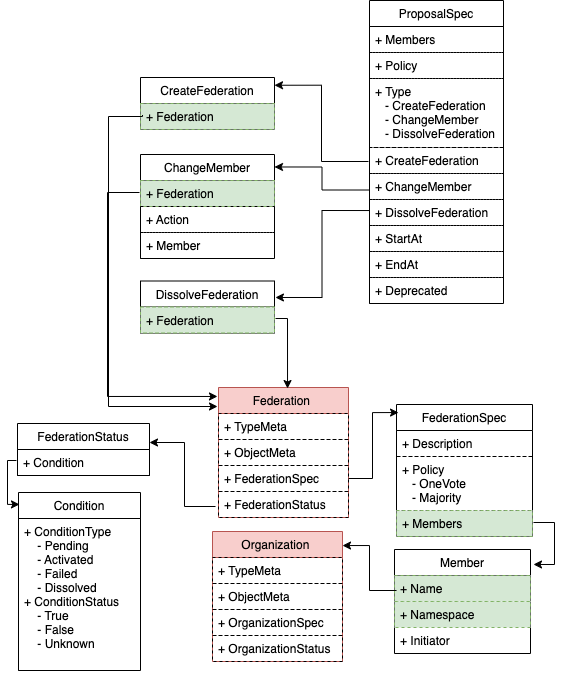 ProposalSpec
+ Members
+ Policy
+ Type
- CreateFederation
- ChangeMember
- DissolveFederation
+ CreateFederation
+ ChangeMember
+ DissolveFederation
+ StartAt
+ EndAt
+ Deprecated
CreateFederation
+ Federation
ChangeMember
+ Federation
+ Action
+ Member
DissolveFederation
+ Federation
Federation
+ TypeMeta
+ ObjectMeta
+ FederationSpec
+ FederationStatus
FederationSpec
+ Description
+ Policy
- OneVote
- Majority
+ Members
FederationStatus
+ Condition
Condition
+ ConditionType
- Pending
- Activated
- Failed
- Dissolved
+ ConditionStatus
- True
- False
- Unknown
Organization
+ TypeMeta
+ ObjectMeta
+ OrganizationSpec
+ OrganizationStatus
Member
+ Name
+ Namespace
+ Initiator